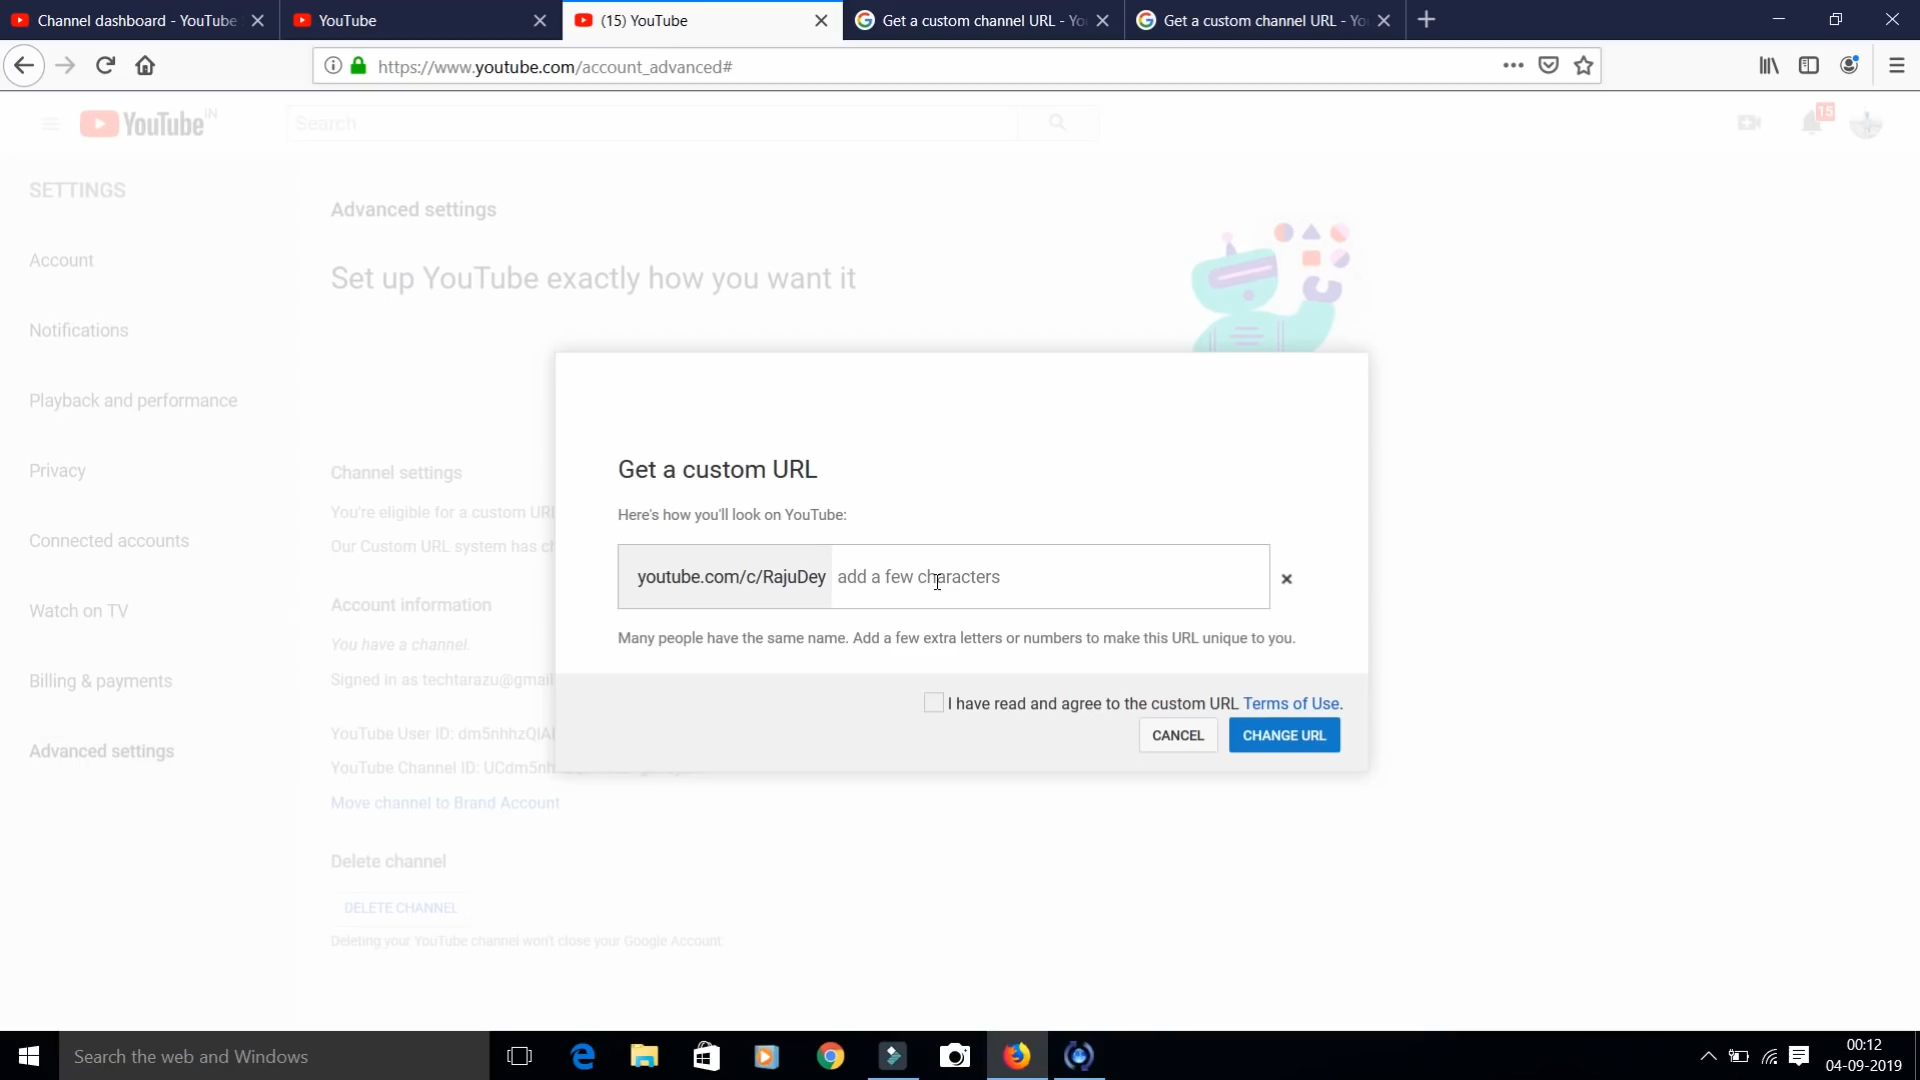 Channel dashboard - YouTube
YouTube
(15) YouTube
Get a custom channel URL - Yo
Get a custom channel URL - Yo
https://www.youtube.com/account_advanced#
YouTube IN
Search
15
SETTINGS
Account
Notifications
Playback and performance
Privacy
Connected accounts
Watch on TV
Billing & payments
Advanced settings
Advanced settings
Set up YouTube exactly how you want it
Channel settings
You're eligible for a custom URL
Our Custom URL system has ch
Account information
You have a channel.
Signed in as techtarazu@gmail
YouTube User ID: dm5nhhzQIAI
YouTube Channel ID: UCdm5nh
Move channel to Brand Account
Delete channel
DELETE CHANNEL
Deleting your YouTube channel won't close your Google Account.
Get a custom URL
Here's how you'll look on YouTube:
youtube.com/c/RajuDey add a few characters
Many people have the same name. Add a few extra letters or numbers to make this URL unique to you.
I have read and agree to the custom URL Terms of Use.
CANCEL
CHANGE URL
Search the web and Windows
00:12
04-09-2019